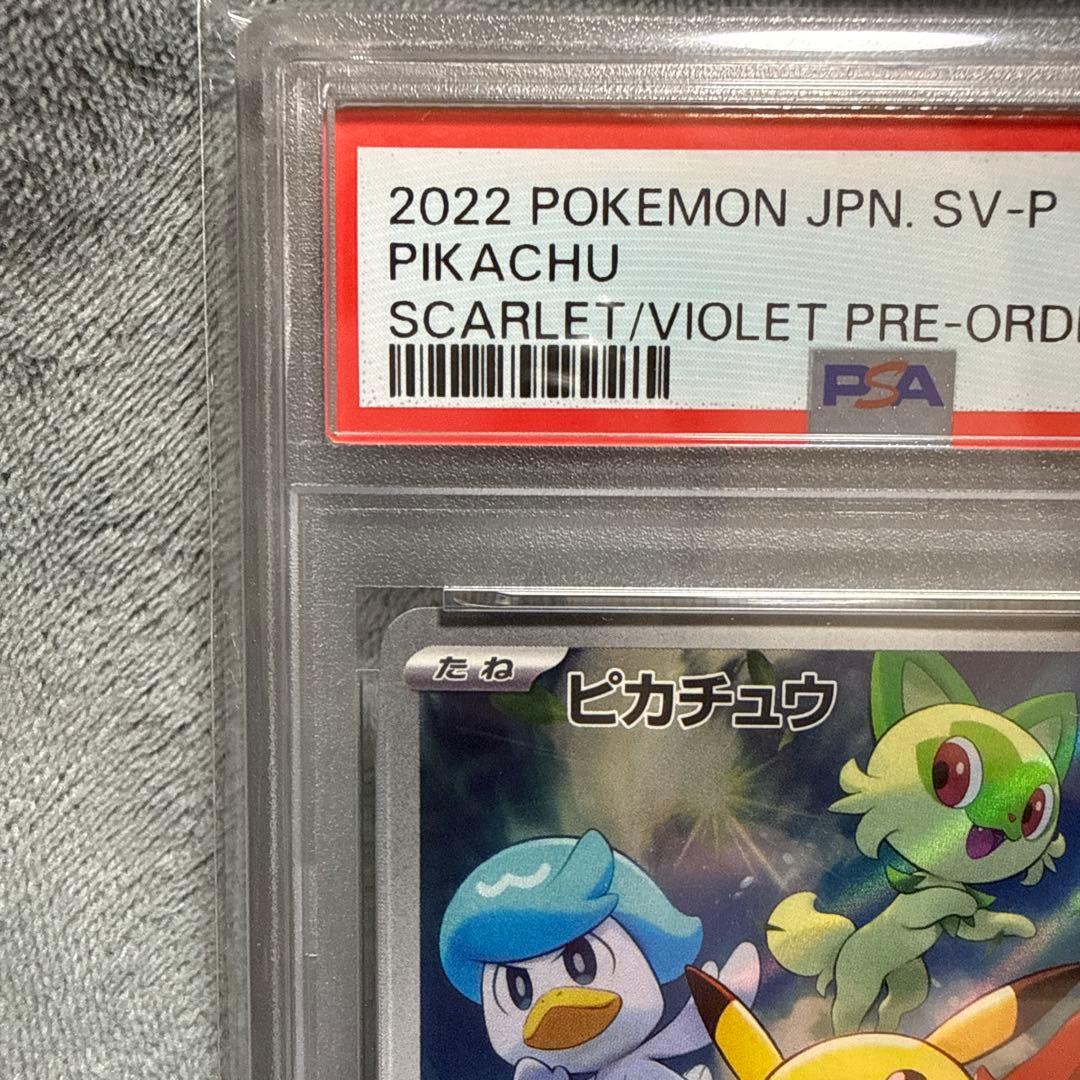 2022 POKEMON JPN. SV-P
PIKACHU
SCARLET/VIOLET PRE-ORD
PSA
たね
ピカチュウ